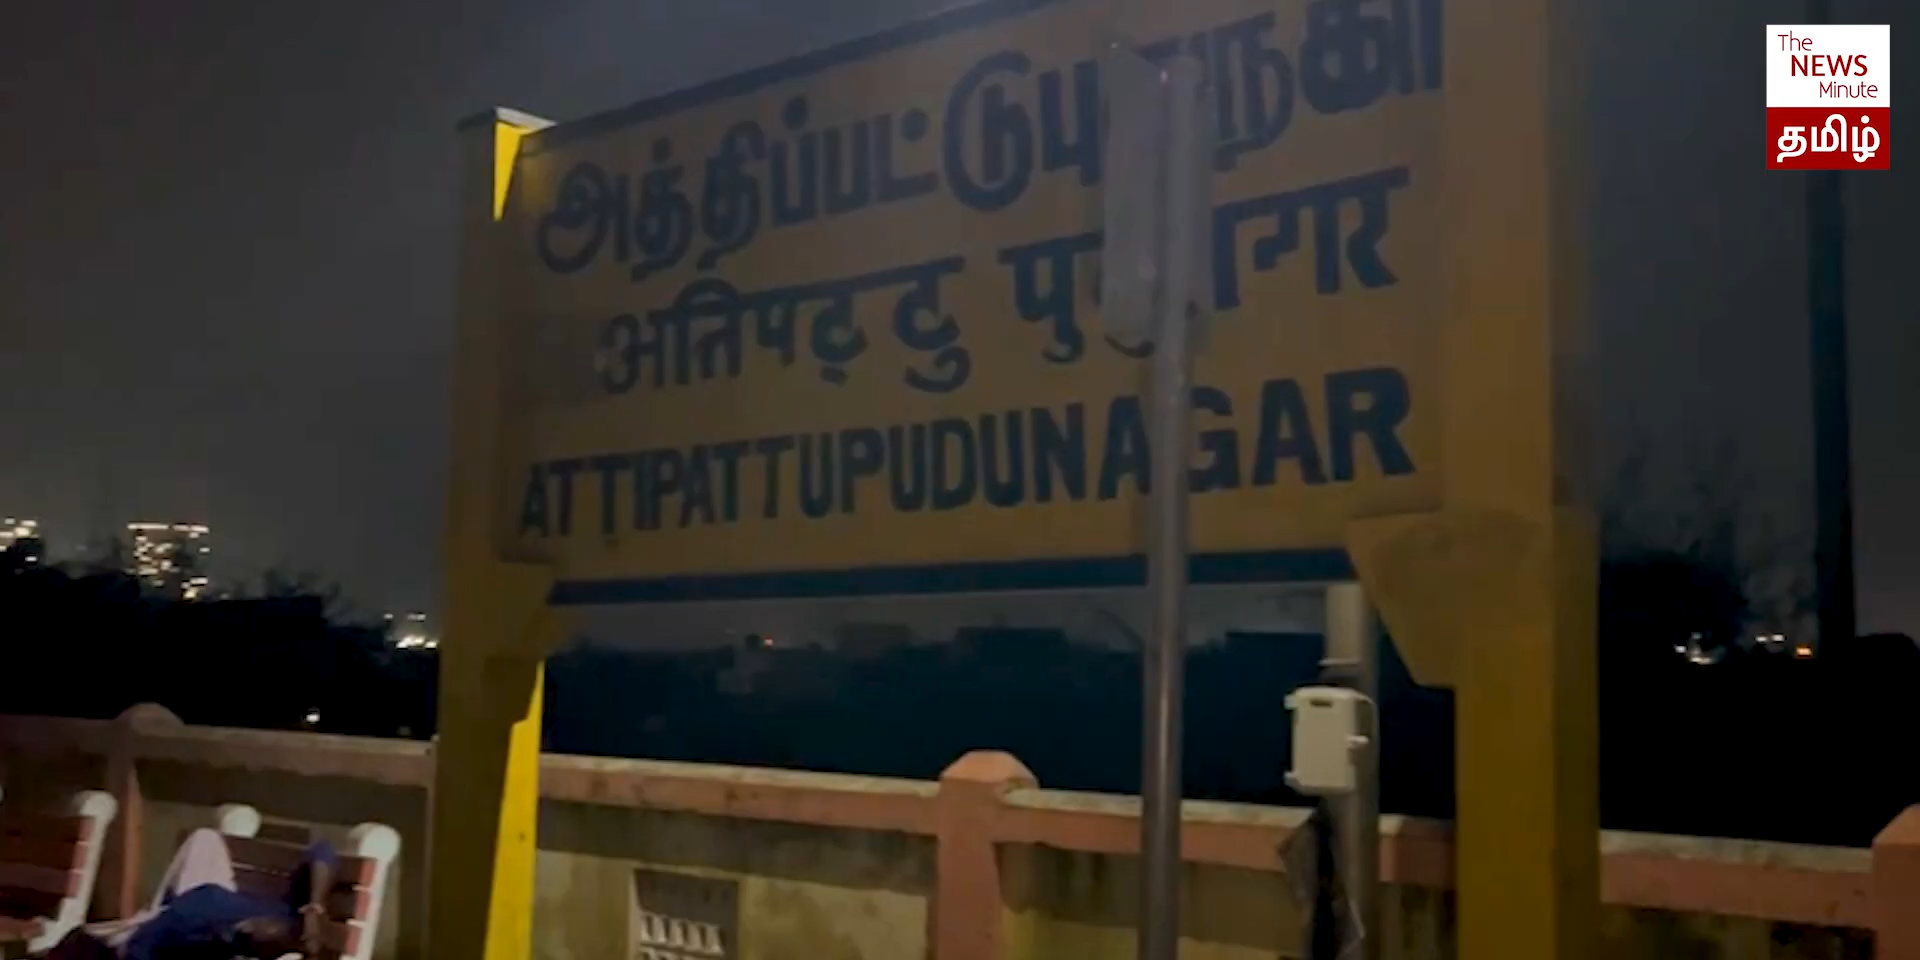 அத்திப்பட்டு
अतिपट्टु
ATTIPATTUPUDUNAGAR
The
NEWS
Minute
தமிழ்